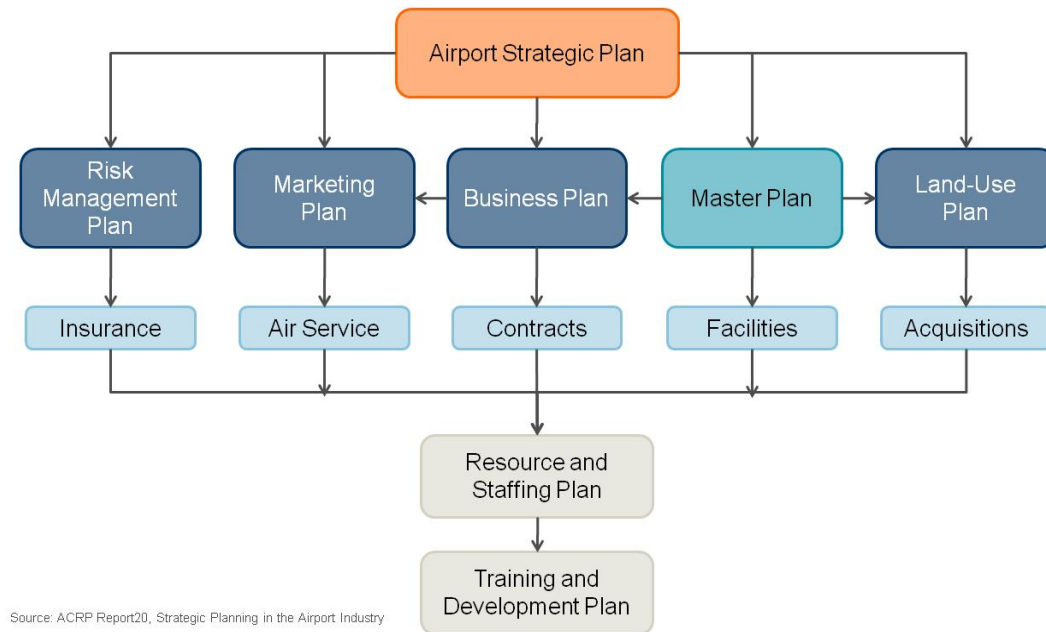 Airport Strategic Plan
Risk
Management
Plan
Marketing
Plan
Business Plan
Master Plan
Land-Use
Plan
Insurance
Air Service
Contracts
Facilities
Acquisitions
Resource and
Staffing Plan
Training and
Development Plan
Source: ACRP Report20, Strategic Planning in the Airport Industry